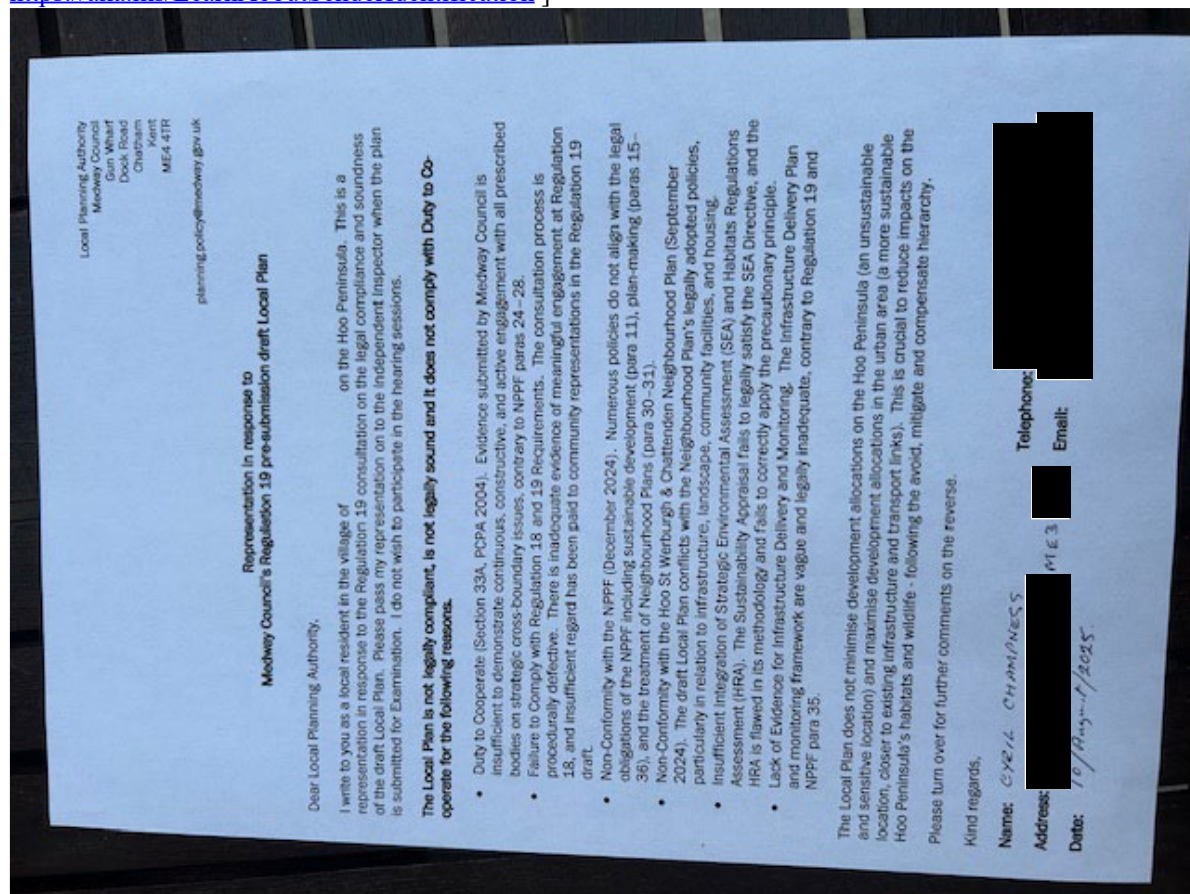 Local Planning Authority
Medway Council
Gun Wharf
Dock Road
Chatham
Kent
ME4 4TR
planning.policy@medway.gov.uk
Representation in response to
Medway Council's Regulation 19 pre-submission draft Local Plan
Dear Local Planning Authority,
I write to you as a local resident in the village of on the Hoo Peninsula. This is a
representation in response to the Regulation 19 consultation on the legal compliance and soundness
of the draft Local Plan. Please pass my representation on to the Independent Inspector when the plan
is submitted for Examination. I do not wish to participate in the hearing sessions.
The Local Plan is not legally compliant, is not legally sound and it does not comply with Duty to Co-
operate for the following reasons.
• Duty to Cooperate (Section 33A, PCPA 2004). Evidence submitted by Medway Council is
insufficient to demonstrate continuous, constructive, and active engagement with all prescribed
bodies on strategic cross-boundary issues, contrary to NPPF paras 24–28.
• Failure to Comply with Regulation 18 and 19 Requirements. The consultation process is
procedurally defective. There is inadequate evidence of meaningful engagement at Regulation
18, and insufficient regard has been paid to community representations in the Regulation 19
draft.
• Non-Conformity with the NPPF (December 2024). Numerous policies do not align with the legal
obligations of the NPPF including sustainable development (para 11), plan-making (paras 15–
36), and the treatment of Neighbourhood Plans (para 30–31).
• Non-Conformity with the Hoo St Werburgh & Chattenden Neighbourhood Plan (September
2024). The draft Local Plan conflicts with the Neighbourhood Plan's legally adopted policies,
particularly in relation to infrastructure, landscape, community facilities, and housing.
• Insufficient Integration of Strategic Environmental Assessment (SEA) and Habitats Regulations
Assessment (HRA). The Sustainability Appraisal fails to legally satisfy the SEA Directive, and the
HRA is flawed in its methodology and fails to correctly apply the precautionary principle.
• Lack of Evidence for Infrastructure Delivery and Monitoring. The Infrastructure Delivery Plan
and monitoring framework are vague and legally inadequate, contrary to Regulation 19 and
NPPF para 35.
The Local Plan does not minimise development allocations on the Hoo Peninsula (an unsustainable
and sensitive location) and maximise development allocations in the urban area (a more sustainable
location, closer to existing infrastructure and transport links). This is crucial to reduce impacts on the
Hoo Peninsula's habitats and wildlife - following the avoid, mitigate and compensate hierarchy.
Please turn over for further comments on the reverse.
Kind regards,
Name: CYRIL CHAMPNESS Telephone:
Address: ME3 Email:
Date: 10/August/2025.